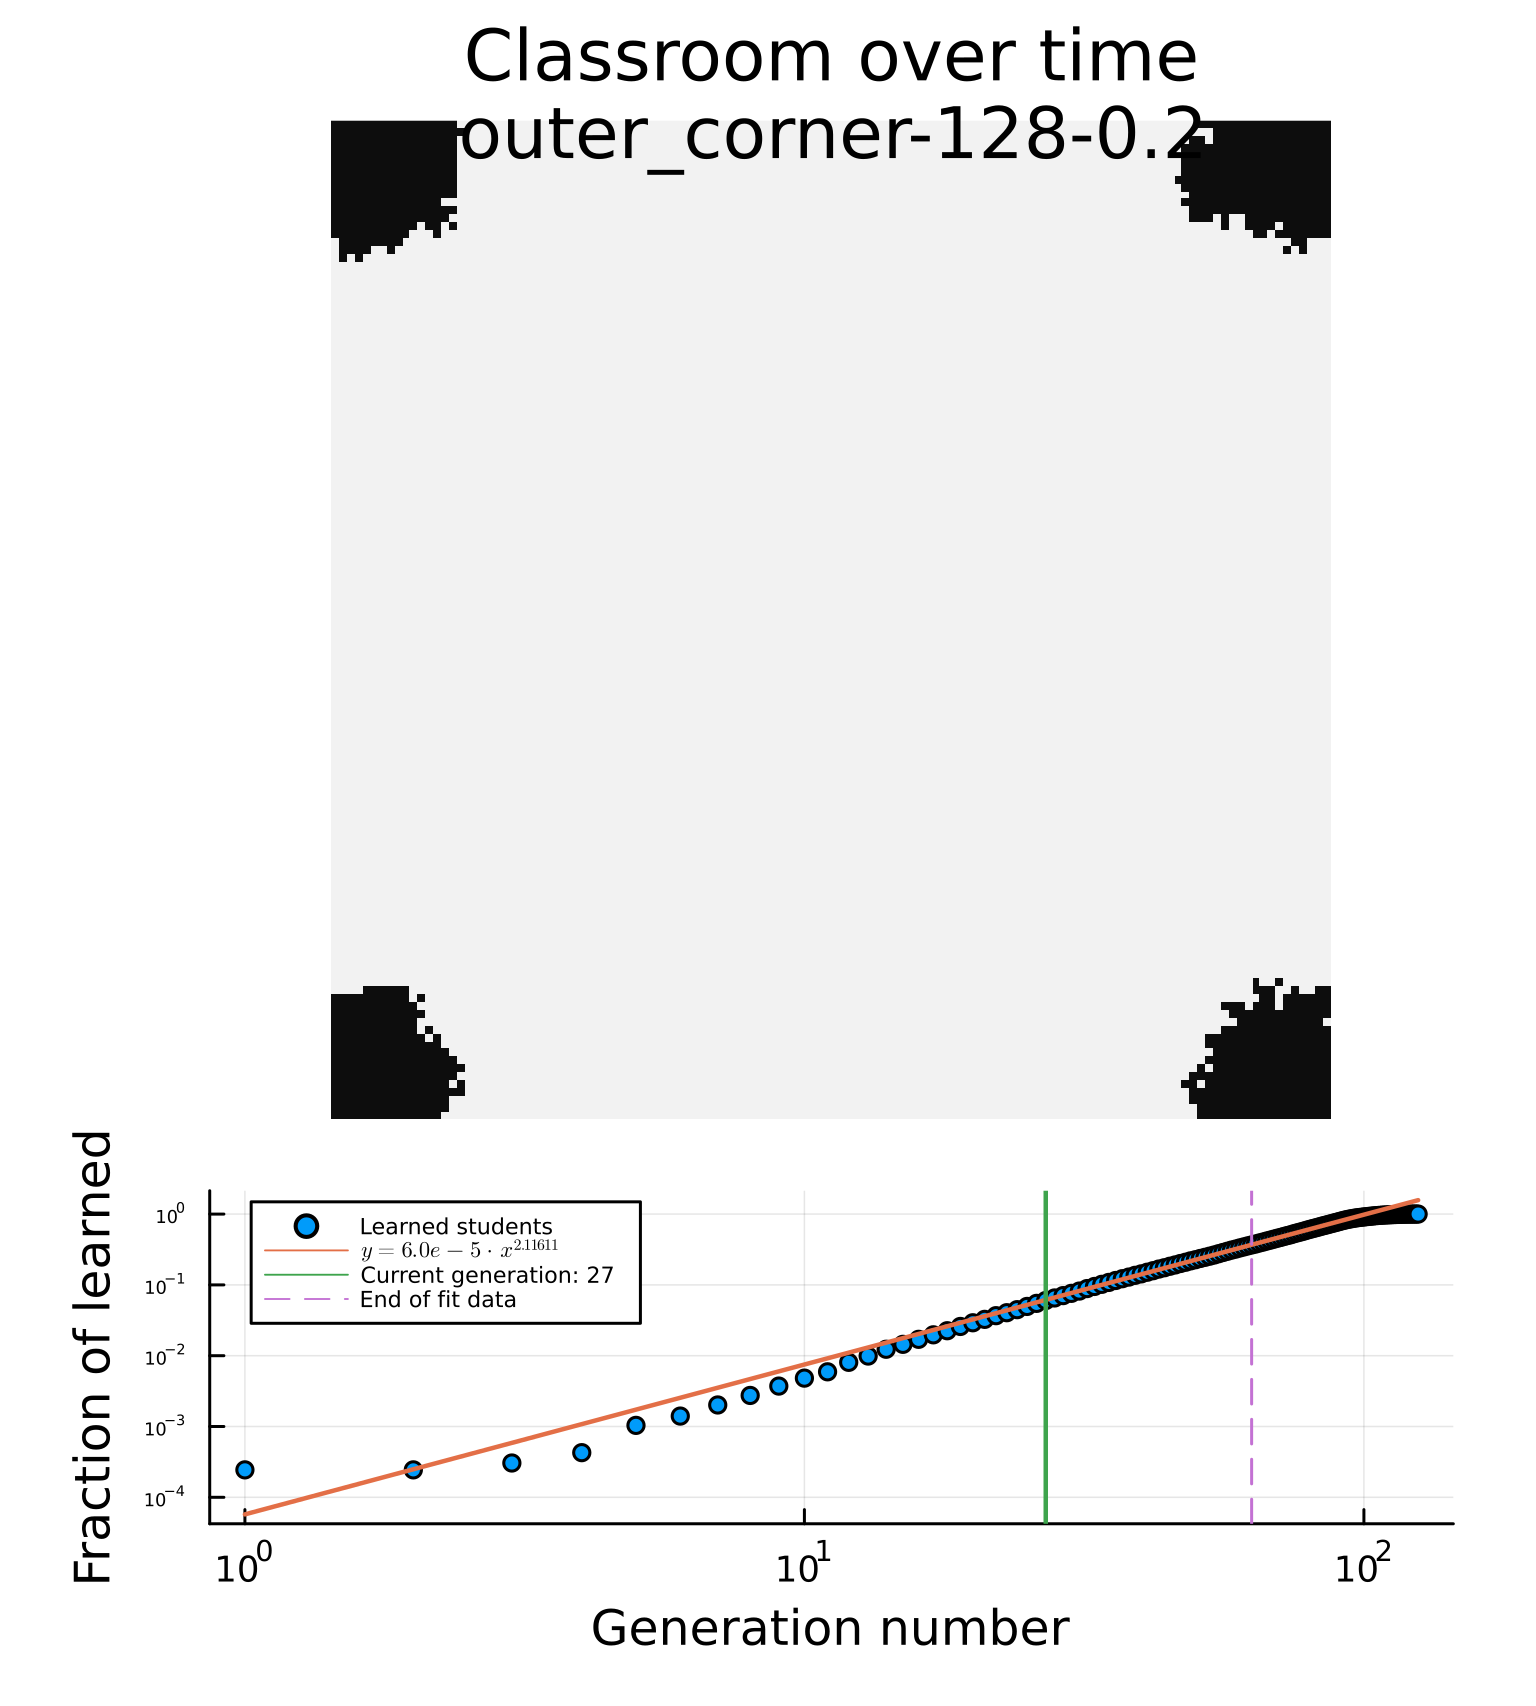 Classroom over time
outer_corner-128-0.2
Fraction of learned
10^0
10^-1
10^-2
10^-3
10^-4
Learned students
y = 6.0e − 5 · x^2.11611
Current generation: 27
End of fit data
10^0 10^1 10^2
Generation number